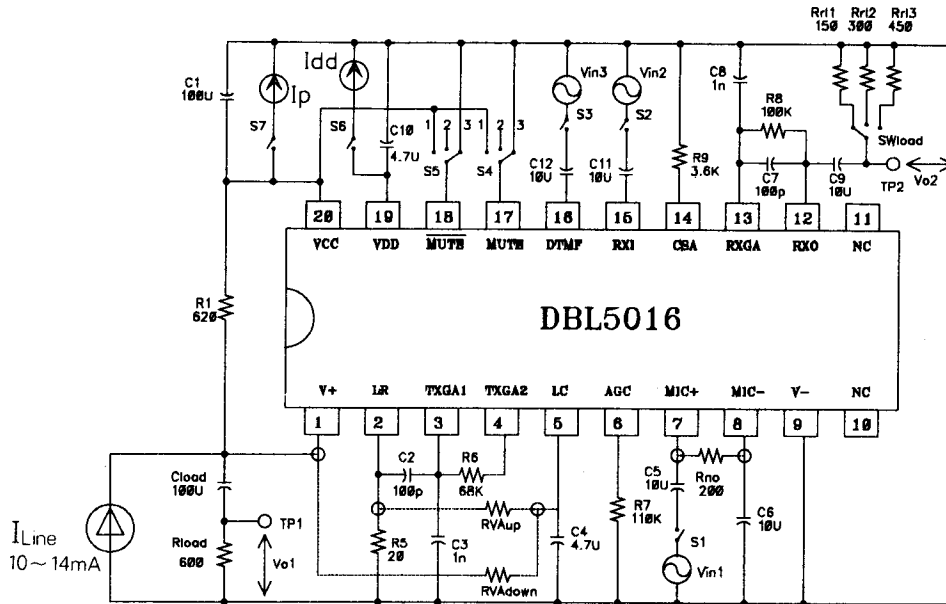 Rrl1 Rrl2 Rrl3
150 300 450
C1
100U
Ip
Idd
S7
S6
C10
4.7U
1 2 3
S5
1 2 3
S4
Vin3
S3
C12
10U
Vin2
S2
C11
10U
R9
3.6K
C8
1n
R8
100K
C7
100p
C9
10U
SWload
TP2
Vo2
20 19 18 17 16 15 14 13 12 11
VCC VDD MUTE MUTE DTMF RXI CBA RXGA RXO NC
R1
620
DBL5016
V+ LR TXGA1 TXGA2 LC AGC MIC+ MIC- V- NC
1 2 3 4 5 6 7 8 9 10
ILine
10~14mA
Cload
100U
TP1
Rload
600
Vo1
C2
100p
R6
68K
R5
20
C3
1n
RVAup
RVAdown
C4
4.7U
R7
110K
C5
10U
Rno
200
C6
10U
S1
Vin1